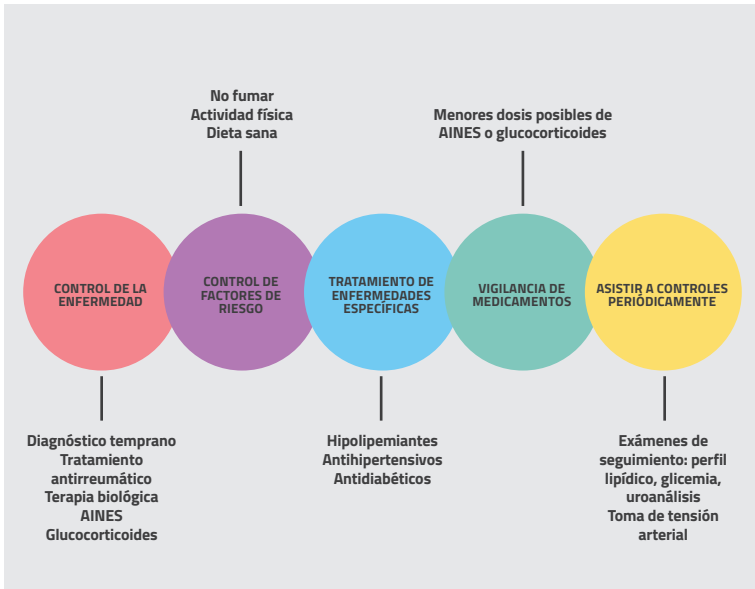 No fumar
Actividad física
Dieta sana
Menores dosis posibles de
AINES o glucocorticoides
CONTROL DE LA
ENFERMEDAD
CONTROL DE
FACTORES DE
RIESGO
TRATAMIENTO DE
ENFERMEDADES
ESPECÍFICAS
VIGILANCIA DE
MEDICAMENTOS
ASISTIR A CONTROLES
PERIÓDICAMENTE
Diagnóstico temprano
Tratamiento
antirreumático
Terapia biológica
AINES
Glucocorticoides
Hipolipemiantes
Antihipertensivos
Antidiabéticos
Exámenes de
seguimiento: perfil
lipídico, glicemia,
uroanálisis
Toma de tensión
arterial